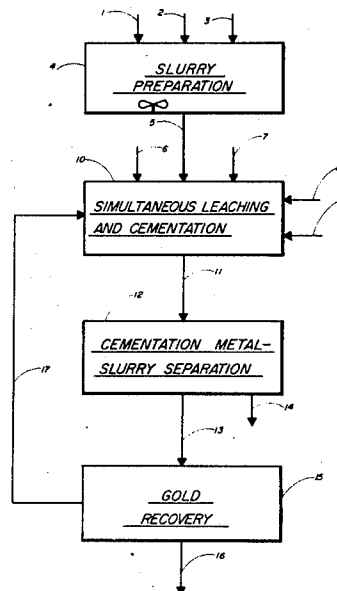 1 2 3
4
SLURRY
PREPARATION
5
6 7
10
SIMULTANEOUS LEACHING
AND CEMENTATION
11
12
CEMENTATION METAL-
SLURRY SEPARATION
17
13
14
15
GOLD
RECOVERY
16